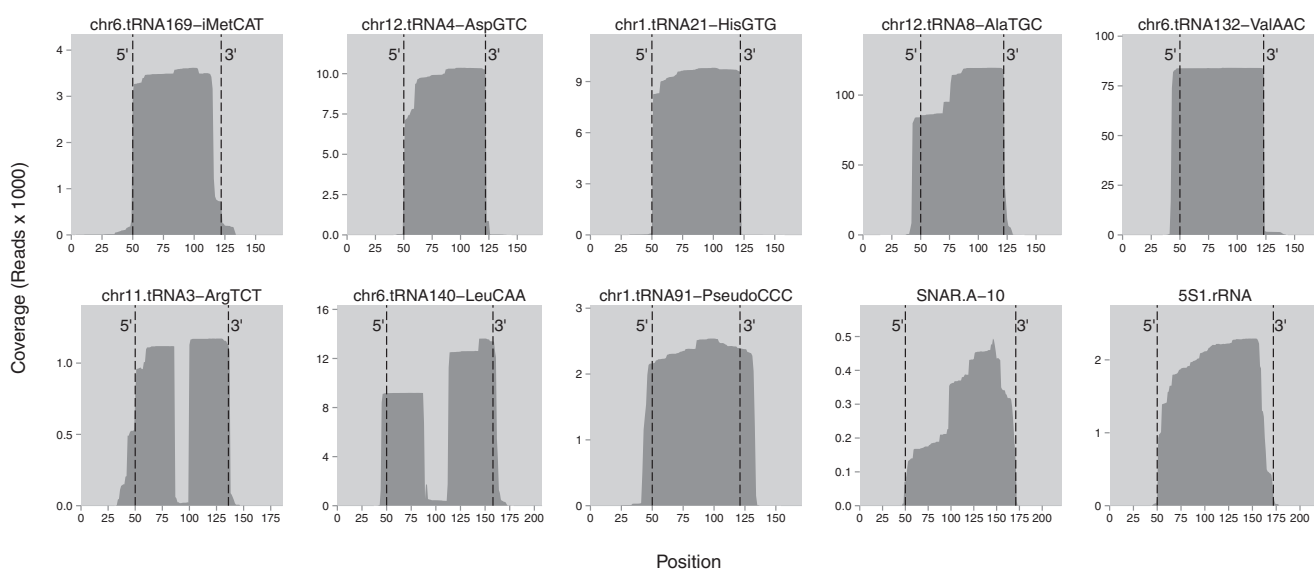 chr6.tRNA169–iMetCAT
chr12.tRNA4–AspGTC
chr1.tRNA21–HisGTG
chr12.tRNA8–AlaTGC
chr6.tRNA132–ValAAC
5' 3'
5' 3'
5' 3'
5' 3'
5' 3'
4
3
2
1
0
10.0
7.5
5.0
2.5
0.0
9
6
3
0
100
50
0
100
75
50
25
0
0 25 50 75 100 125 150
0 25 50 75 100 125 150
0 25 50 75 100 125 150
0 25 50 75 100 125 150
0 25 50 75 100 125 150
Coverage (Reads x 1000)
chr11.tRNA3–ArgTCT
chr6.tRNA140–LeuCAA
chr1.tRNA91–PseudoCCC
SNAR.A–10
5S1.rRNA
5' 3'
5' 3'
5' 3'
5' 3'
5' 3'
1.0
0.5
0.0
16
12
8
4
0
3
2
1
0
0.5
0.4
0.3
0.2
0.1
0.0
2
1
0
0 25 50 75 100 125 150 175
0 25 50 75 100 125 150 175 200
0 25 50 75 100 125 150
0 25 50 75 100 125 150 175 200
0 25 50 75 100 125 150 175 200
Position